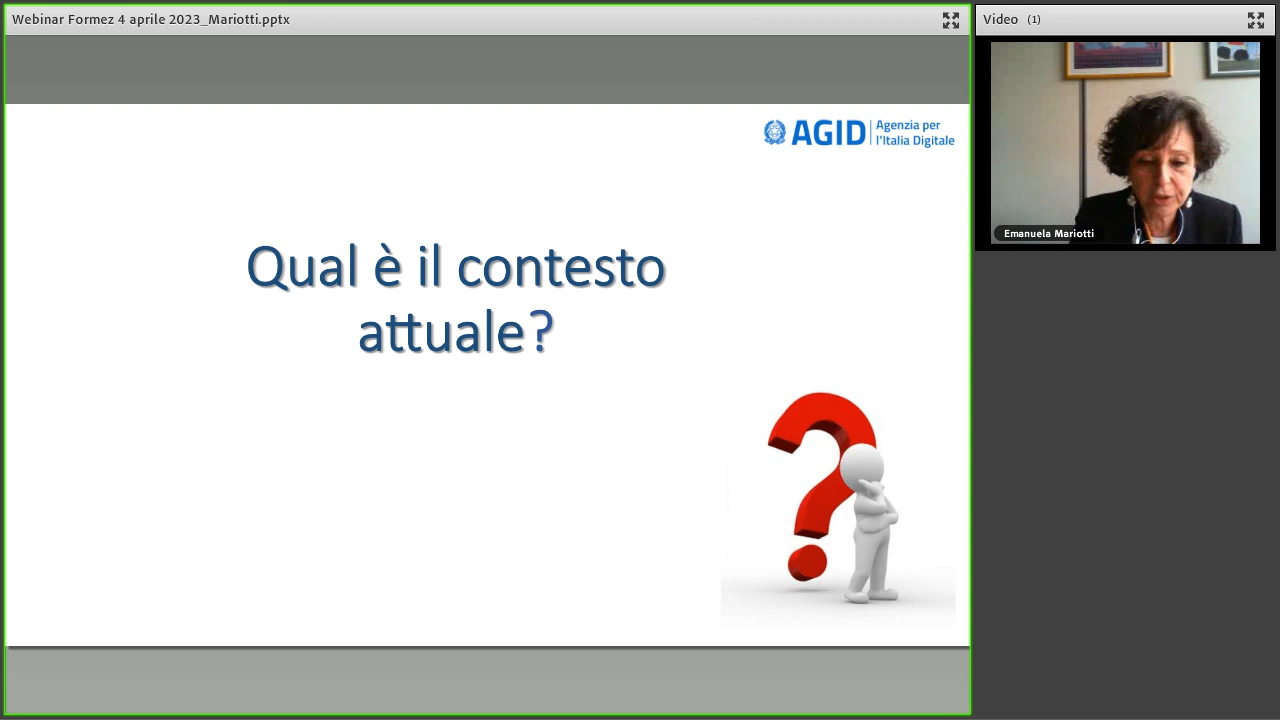 Webinar Formez 4 aprile 2023_Mariotti.pptx
Video (1)
AGID Agenzia per
l'Italia Digitale
Emanuela Mariotti
Qual è il contesto
attuale?